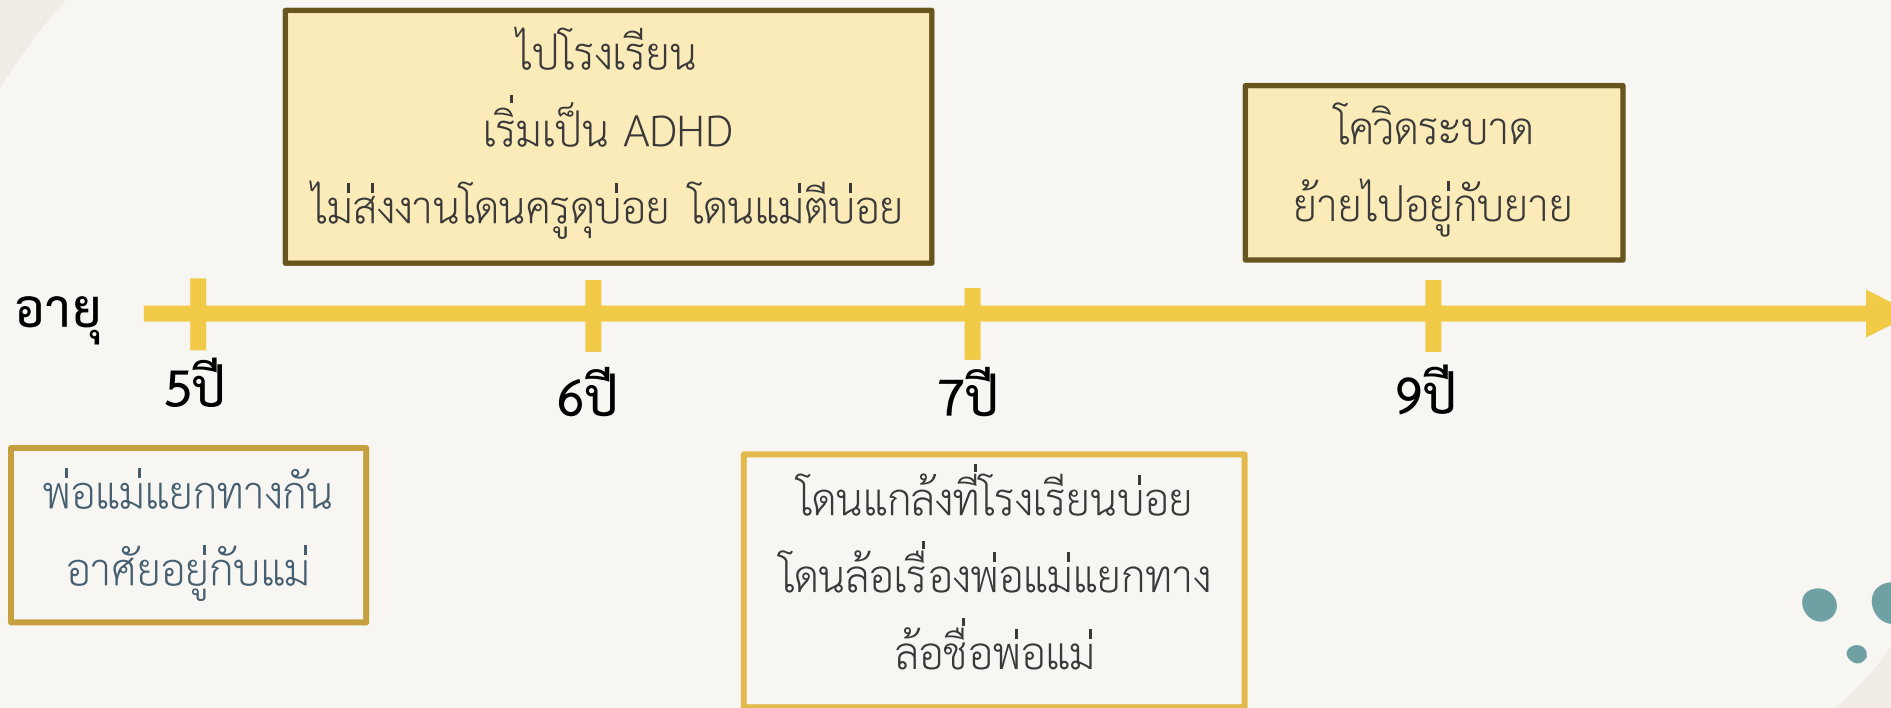 ไปโรงเรียน
เริ่มเป็น ADHD
ไม่ส่งงานโดนครูดุบ่อย โดนแม่ตีบ่อย
โควิดระบาด
ย้ายไปอยู่กับยาย
อายุ
5ปี
6ปี
7ปี
9ปี
พ่อแม่แยกทางกัน
อาศัยอยู่กับแม่
โดนแกล้งที่โรงเรียนบ่อย
โดนล้อเรื่องพ่อแม่แยกทาง
ล้อชื่อพ่อแม่